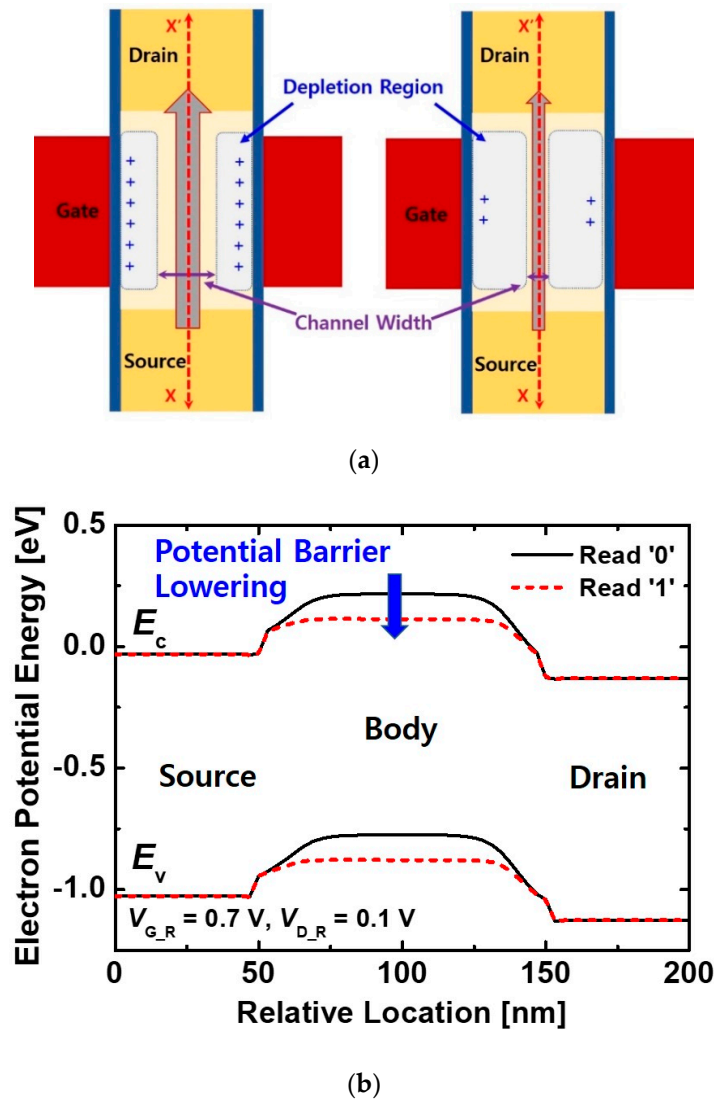 X' X'
Drain Drain
Depletion Region
+ + + +
+ + + +
+ +
+ +
+ +
+ +
Gate Gate
Channel Width
Source Source
X X
(a)
Electron Potential Energy [eV]
0.5
0.0
-0.5
-1.0
Potential Barrier
Lowering
Read '0'
Read '1'
Ec
Body
Source Drain
Ev
VG_R = 0.7 V, VD_R = 0.1 V
0 50 100 150 200
Relative Location [nm]
(b)